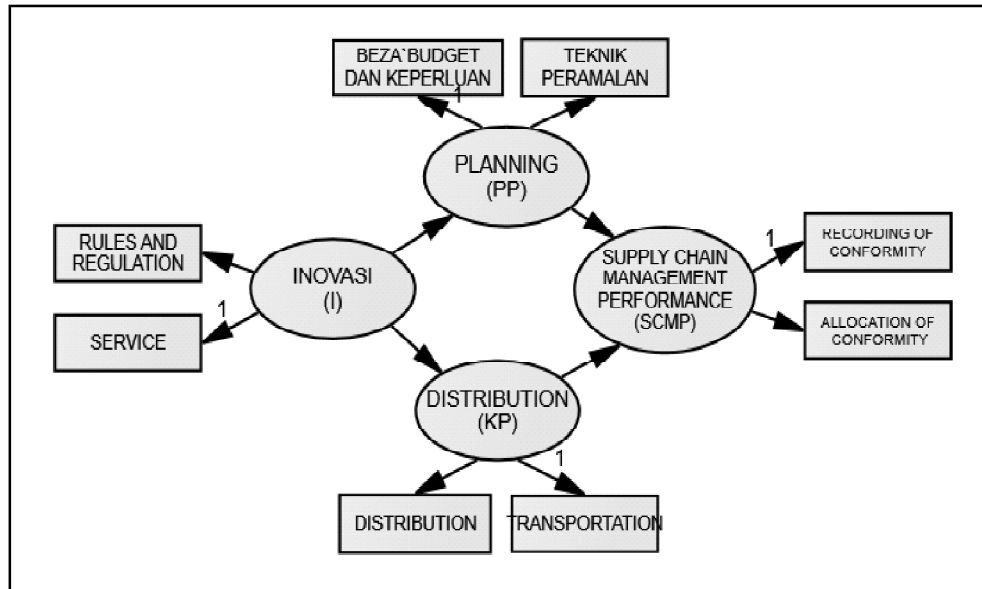 BEZA`BUDGET
DAN KEPERLUAN
TEKNIK
PERAMALAN
1
PLANNING
(PP)
RULES AND
REGULATION
INOVASI
(I)
1
SERVICE
SUPPLY CHAIN
MANAGEMENT
PERFORMANCE
(SCMP)
1
RECORDING OF
CONFORMITY
ALLOCATION OF
CONFORMITY
DISTRIBUTION
(KP)
1
DISTRIBUTION
TRANSPORTATION